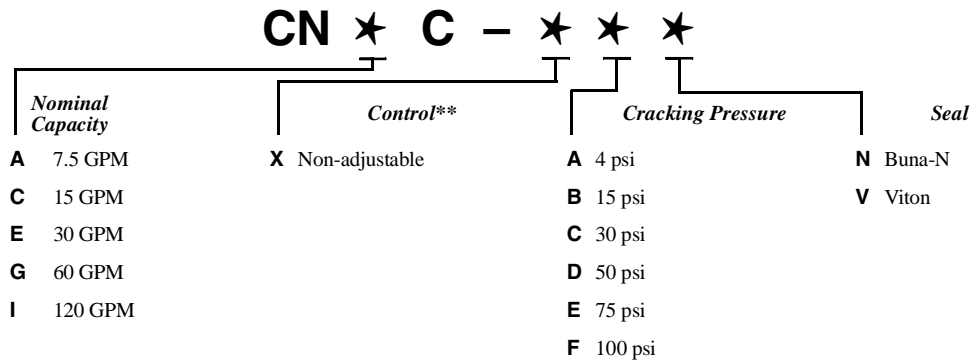 CN ✶ C – ✶ ✶ ✶
Nominal
Capacity
A 7.5 GPM
C 15 GPM
E 30 GPM
G 60 GPM
I 120 GPM
Control**
X Non-adjustable
Cracking Pressure
A 4 psi
B 15 psi
C 30 psi
D 50 psi
E 75 psi
F 100 psi
Seal
N Buna-N
V Viton